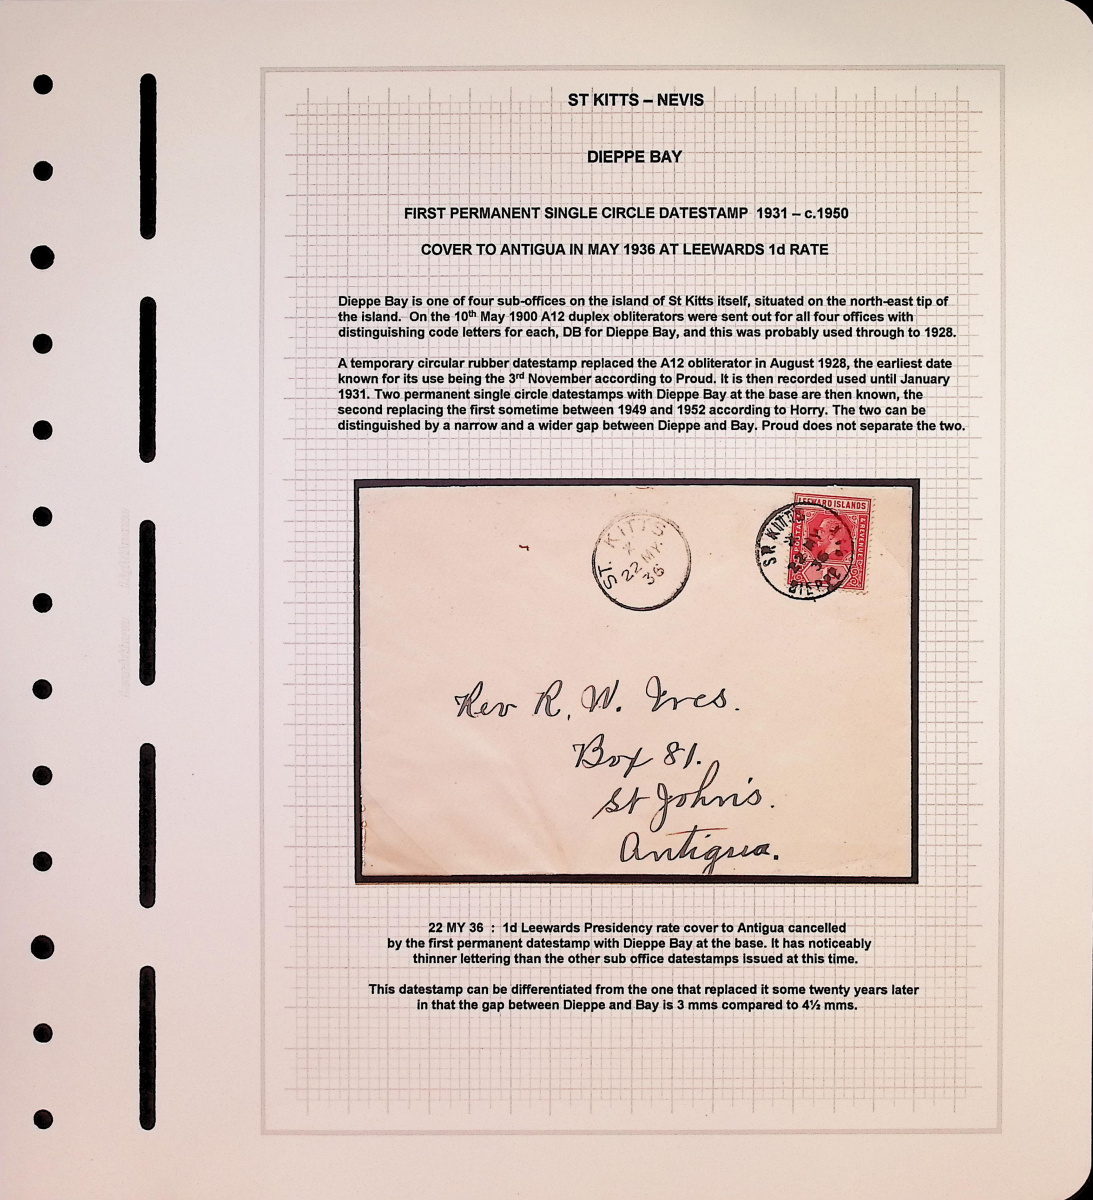 ST KITTS – NEVIS
DIEPPE BAY
FIRST PERMANENT SINGLE CIRCLE DATESTAMP 1931 – c.1950
COVER TO ANTIGUA IN MAY 1936 AT LEEWARDS 1d RATE
Dieppe Bay is one of four sub-offices on the island of St Kitts itself, situated on the north-east tip of
the island. On the 10th May 1900 A12 duplex obliterators were sent out for all four offices with
distinguishing code letters for each, DB for Dieppe Bay, and this was probably used through to 1928.
A temporary circular rubber datestamp replaced the A12 obliterator in August 1928, the earliest date
known for its use being the 3rd November according to Proud. It is then recorded used until January
1931. Two permanent single circle datestamps with Dieppe Bay at the base are then known, the
second replacing the first sometime between 1949 and 1952 according to Horry. The two can be
distinguished by a narrow and a wider gap between Dieppe and Bay. Proud does not separate the two.
LEEWARD ISLANDS
POSTAGE
& REVENUE
ST. KITTS
22 MY.
36
KITTS
22 MY
36
DIEPPE
Rev R. W. Ives.
Box 81.
St John's.
Antigua.
22 MY 36 : 1d Leewards Presidency rate cover to Antigua cancelled
by the first permanent datestamp with Dieppe Bay at the base. It has noticeably
thinner lettering than the other sub office datestamps issued at this time.
This datestamp can be differentiated from the one that replaced it some twenty years later
in that the gap between Dieppe and Bay is 3 mms compared to 4½ mms.